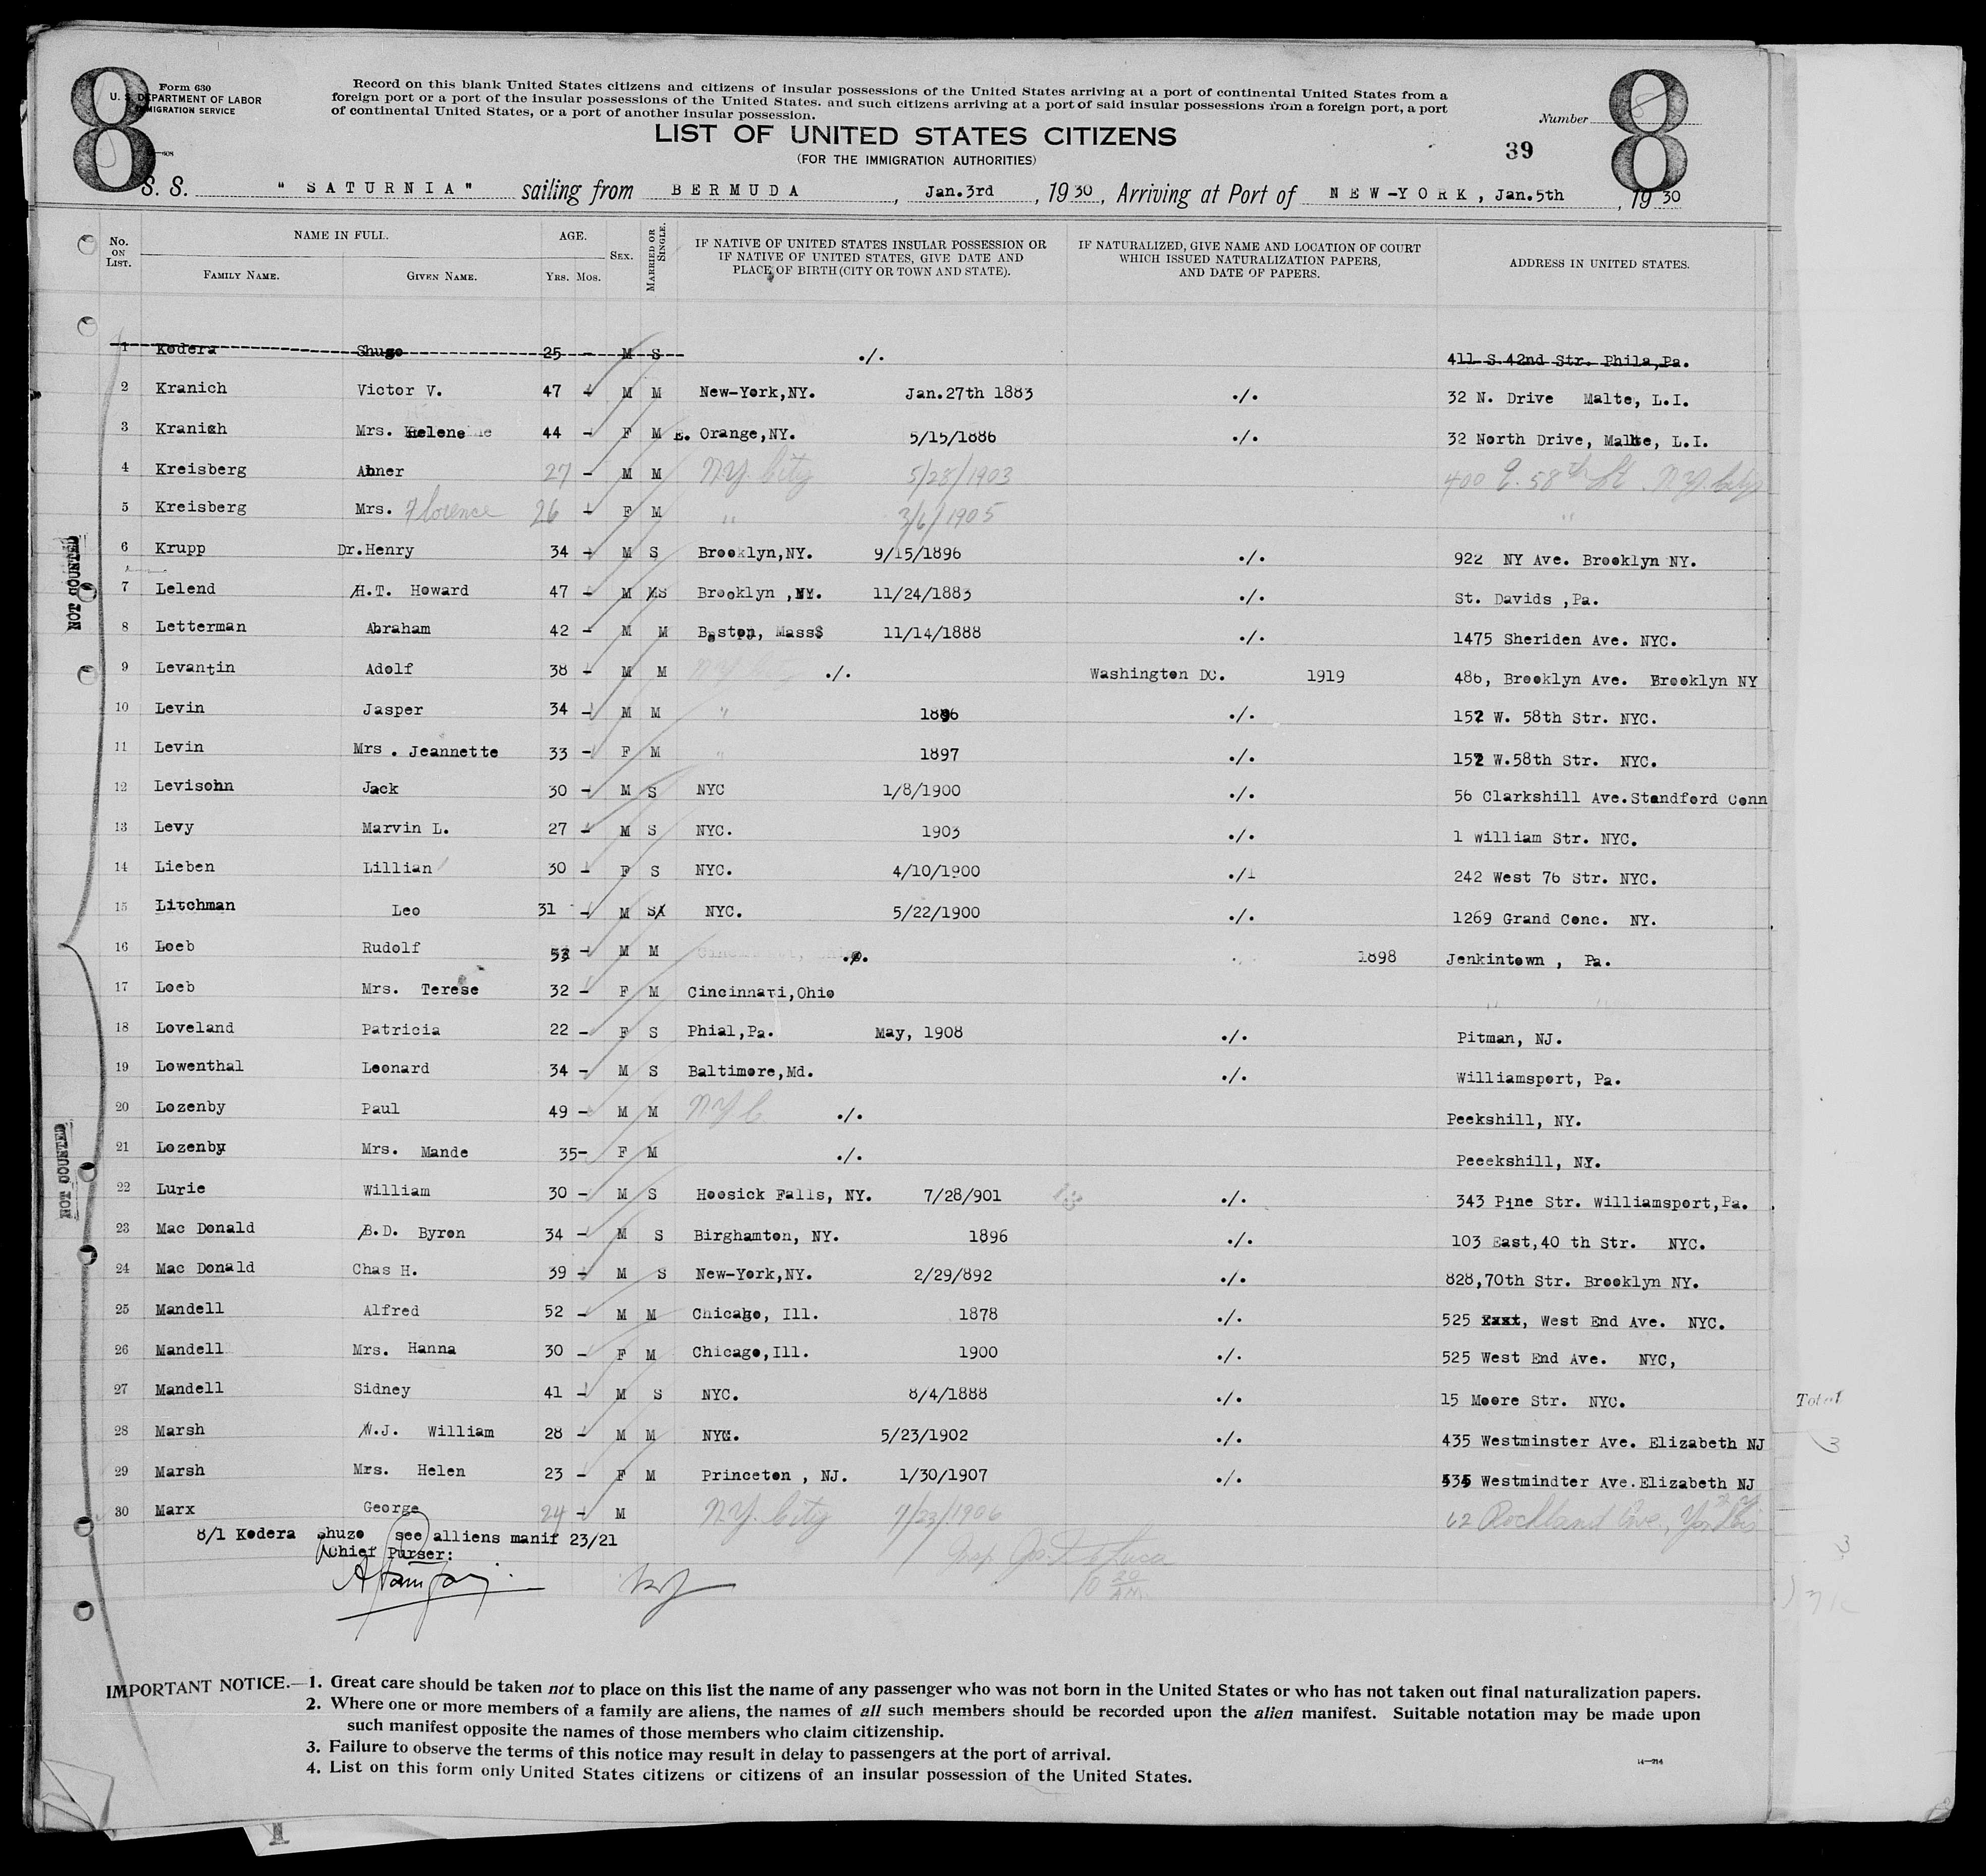 8
8
Form 630
U. S. DEPARTMENT OF LABOR
IMMIGRATION SERVICE
Record on this blank United States citizens and citizens of insular possessions of the United States arriving at a port of continental United States from a
foreign port or a port of the insular possessions of the United States. and such citizens arriving at a port of said insular possessions from a foreign port, a port
of continental United States, or a port of another insular possession.
Number
LIST OF UNITED STATES CITIZENS
(FOR THE IMMIGRATION AUTHORITIES)
39
S. S. "SATURNIA" sailing from BERMUDA, Jan.3rd, 1930, Arriving at Port of NEW-YORK, Jan.5th, 1930
No. ON LIST. NAME IN FULL. AGE. SEX. MARRIED OR SINGLE. IF NATIVE OF UNITED STATES INSULAR POSSESSION OR IF NATIVE OF UNITED STATES, GIVE DATE AND PLACE OF BIRTH (CITY OR TOWN AND STATE). IF NATURALIZED, GIVE NAME AND LOCATION OF COURT WHICH ISSUED NATURALIZATION PAPERS, AND DATE OF PAPERS. ADDRESS IN UNITED STATES.
FAMILY NAME. GIVEN NAME. YRS. MOS.
1 Kodera Shugo 25 - M S ./. 411 S.42nd Str. Phila,Pa.
2 Kranich Victor V. 47 - M M New-York,NY. Jan.27th 1883 ./. 32 N. Drive Malte, L.I.
3 Kranich Mrs. Helene 44 - F M E. Orange,NY. 5/15/1886 ./. 32 North Drive, Malte, L.I.
4 Kreisberg Abner 27 - M M N.Y. City 5/28/1903 400 E. 58th St. N.Y. City
5 Kreisberg Mrs. Florence 26 - F M " 3/6/1905 "
6 Krupp Dr.Henry 34 - M S Brooklyn,NY. 9/15/1896 ./. 922 NY Ave. Brooklyn NY.
7 Lelend H.T. Howard 47 - M MS Brooklyn ,NY. 11/24/1883 ./. St. Davids ,Pa.
8 Letterman Abraham 42 - M M Boston, Mass$ 11/14/1888 ./. 1475 Sheriden Ave. NYC.
9 Levantin Adolf 38 - M M ./. Washington DC. 1919 486, Brooklyn Ave. Brooklyn NY
10 Levin Jasper 34 - M M " 1896 ./. 152 W. 58th Str. NYC.
11 Levin Mrs . Jeannette 33 - F M " 1897 ./. 152 W.58th Str. NYC.
12 Levisohn Jack 30 - M S NYC 1/8/1900 ./. 56 Clarkshill Ave.Standford Conn
13 Levy Marvin L. 27 - M S NYC. 1903 ./. 1 William Str. NYC.
14 Lieben Lillian 30 - F S NYC. 4/10/1900 ./1 242 West 76 Str. NYC.
15 Litchman Leo 31 - M S NYC. 5/22/1900 ./. 1269 Grand Conc. NY.
16 Loeb Rudolf 53 - M M ./. 1898 Jenkintown , Pa.
17 Loeb Mrs. Terese 32 - F M Cincinnati,Ohio "
18 Loveland Patricia 22 - F S Phial,Pa. May, 1908 ./. Pitman, NJ.
19 Lowenthal Leonard 34 - M S Baltimore,Md. ./. Williamsport, Pa.
20 Lozenby Paul 49 - M M NYC ./. Peekshill, NY.
21 Lozenby Mrs. Mande 35- F M ./. Peeekshill, NY.
22 Lurie William 30 - M S Hoosick Falls, NY. 7/28/901 ./. 343 Pine Str. Williamsport,Pa.
23 Mac Donald B.D. Byron 34 - M S Birghamton, NY. 1896 ./. 103 East,40 th Str. NYC.
24 Mac Donald Chas H. 39 - M S New-York,NY. 2/29/892 ./. 828,70th Str. Brooklyn NY.
25 Mandell Alfred 52 - M M Chicago, Ill. 1878 ./. 525 xxxx, West End Ave. NYC.
26 Mandell Mrs. Hanna 30 - F M Chicago,Ill. 1900 ./. 525 West End Ave. NYC,
27 Mandell Sidney 41 - M S NYC. 8/4/1888 ./. 15 Moore Str. NYC.
28 Marsh W.J. William 28 - M M NYC. 5/23/1902 ./. 435 Westminster Ave. Elizabeth NJ
29 Marsh Mrs. Helen 23 - F M Princeton , NJ. 1/30/1907 ./. 535 Westmindter Ave.Elizabeth NJ
30 Marx George 24 - M N.Y. City 9/23/1906 62 Rockland Ave.,
8/1 Kodera shuzo see alliens manif 23/21
Chief Purser:
10 20 AM
NOT COUNTED
NOT COUNTED
Total
3
3
IMPORTANT NOTICE.—1. Great care should be taken not to place on this list the name of any passenger who was not born in the United States or who has not taken out final naturalization papers.
2. Where one or more members of a family are aliens, the names of all such members should be recorded upon the alien manifest. Suitable notation may be made upon
such manifest opposite the names of those members who claim citizenship.
3. Failure to observe the terms of this notice may result in delay to passengers at the port of arrival.
4. List on this form only United States citizens or citizens of an insular possession of the United States.
14—214